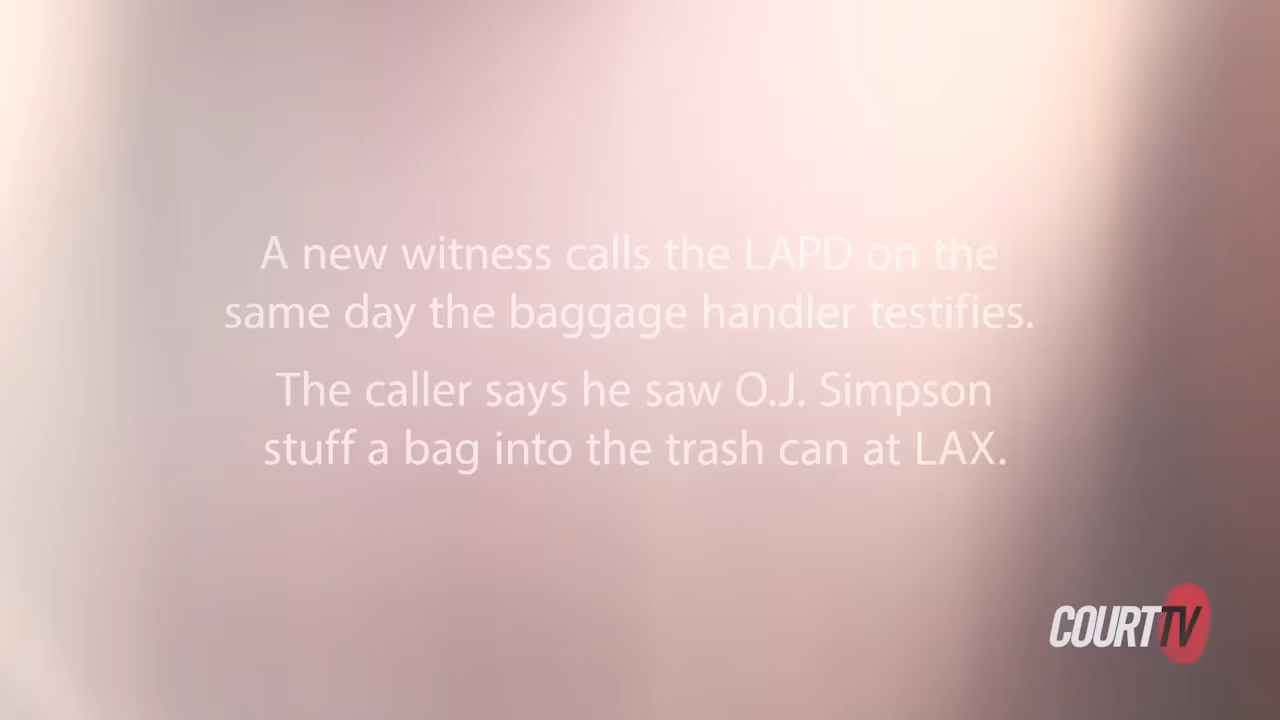 A new witness calls the LAPD on the
same day the baggage handler testifies.
The caller says he saw O.J. Simpson
stuff a bag into the trash can at LAX.
COURT TV